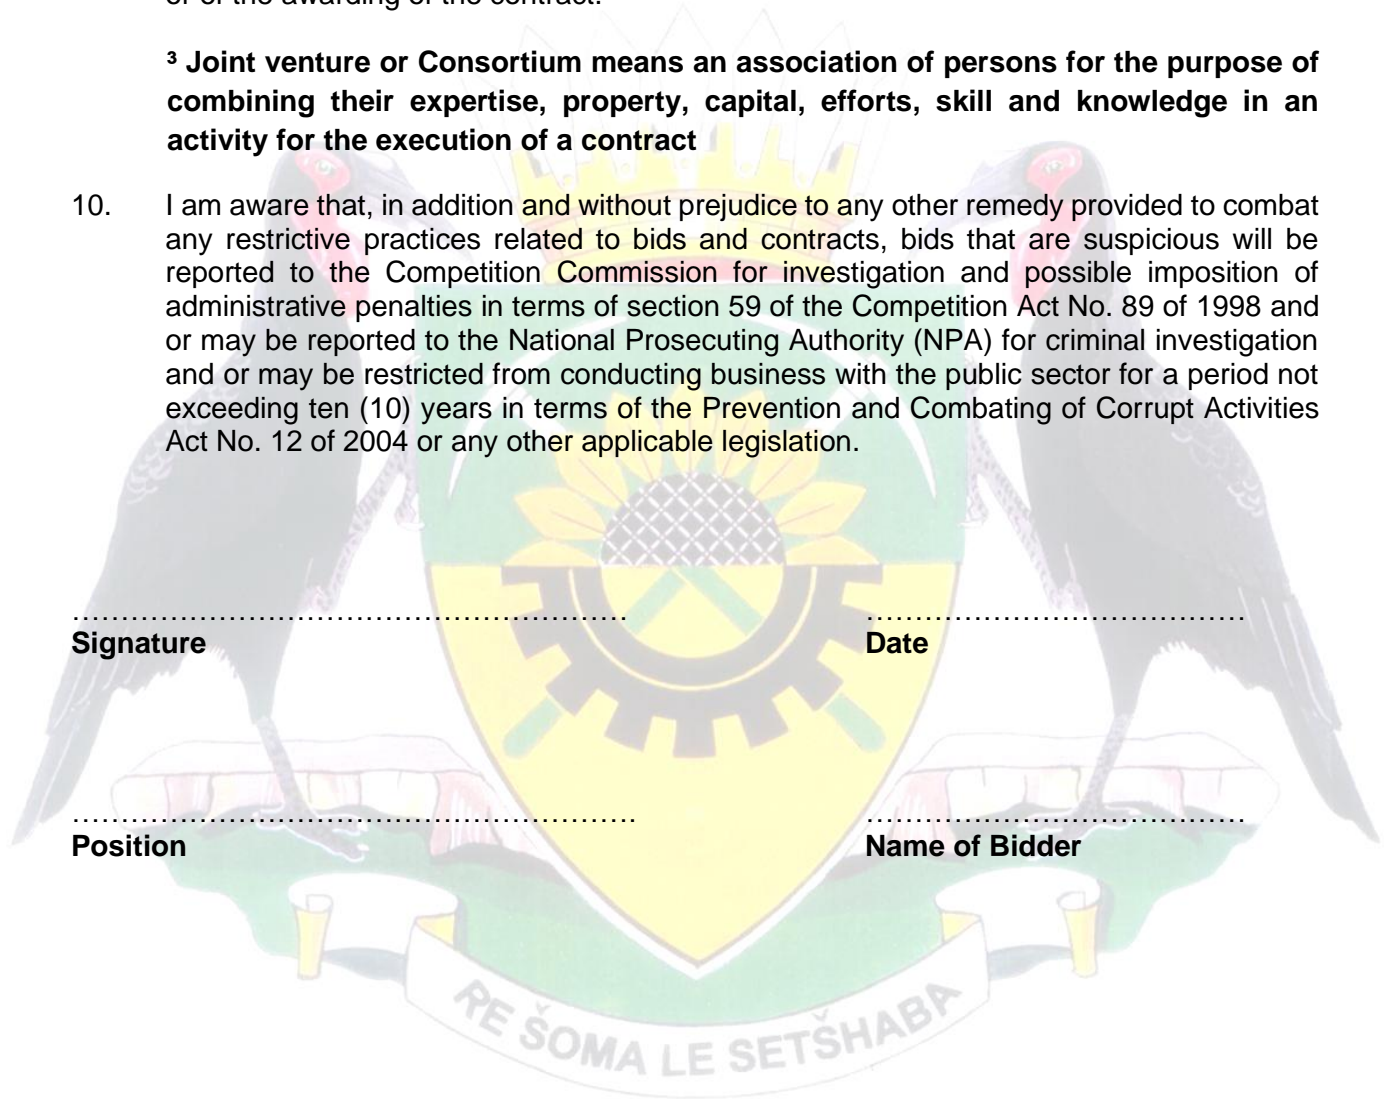 or of the awarding of the contract.
³ Joint venture or Consortium means an association of persons for the purpose of
combining their expertise, property, capital, efforts, skill and knowledge in an
activity for the execution of a contract
10. I am aware that, in addition and without prejudice to any other remedy provided to combat
any restrictive practices related to bids and contracts, bids that are suspicious will be
reported to the Competition Commission for investigation and possible imposition of
administrative penalties in terms of section 59 of the Competition Act No. 89 of 1998 and
or may be reported to the National Prosecuting Authority (NPA) for criminal investigation
and or may be restricted from conducting business with the public sector for a period not
exceeding ten (10) years in terms of the Prevention and Combating of Corrupt Activities
Act No. 12 of 2004 or any other applicable legislation.
………………………………………………… …………………………………
Signature Date
…………………………………………………. …………………………………
Position Name of Bidder
RE ŠOMA LE SETŠHABA